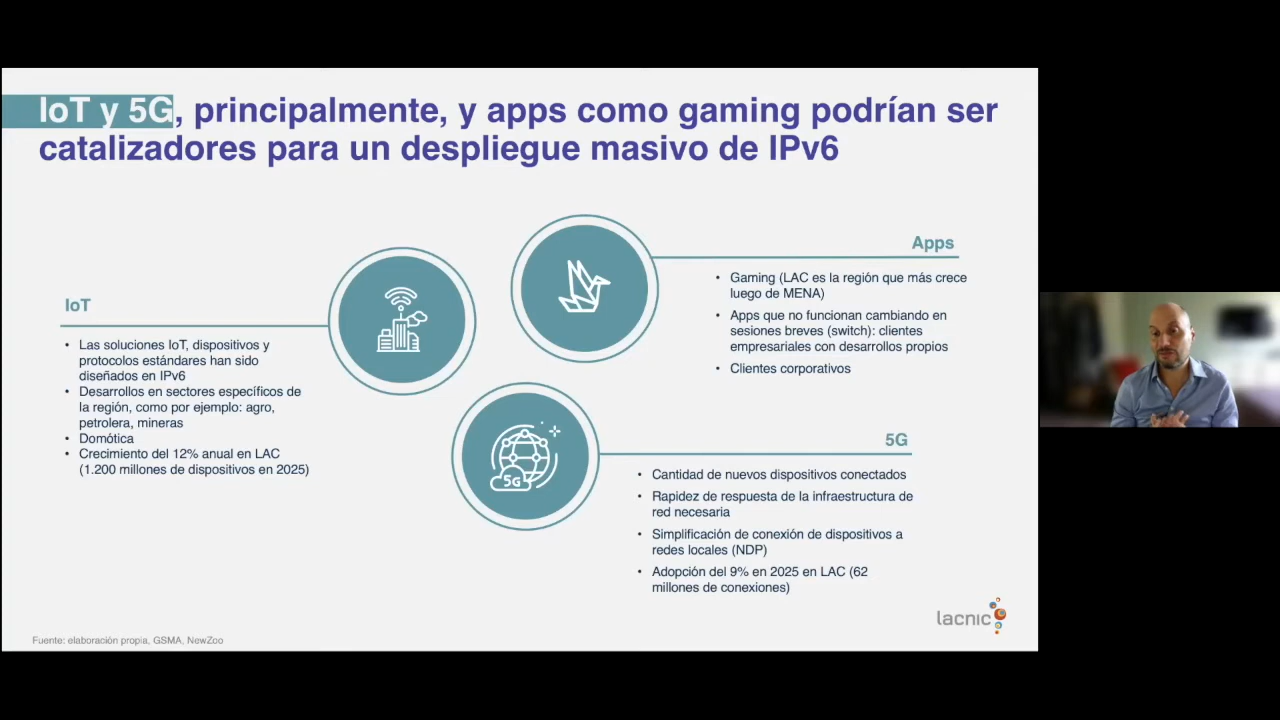 IoT y 5G, principalmente, y apps como gaming podrían ser
catalizadores para un despliegue masivo de IPv6
IoT
• Las soluciones IoT, dispositivos y
protocolos estándares han sido
diseñados en IPv6
• Desarrollos en sectores específicos de
la región, como por ejemplo: agro,
petrolera, mineras
• Domótica
• Crecimiento del 12% anual en LAC
(1.200 millones de dispositivos en 2025)
Apps
• Gaming (LAC es la región que más crece
luego de MENA)
• Apps que no funcionan cambiando en
sesiones breves (switch): clientes
empresariales con desarrollos propios
• Clientes corporativos
5G
5G
• Cantidad de nuevos dispositivos conectados
• Rapidez de respuesta de la infraestructura de
red necesaria
• Simplificación de conexión de dispositivos a
redes locales (NDP)
• Adopción del 9% en 2025 en LAC (62
millones de conexiones)
lacnic
Fuente: elaboración propia, GSMA, NewZoo